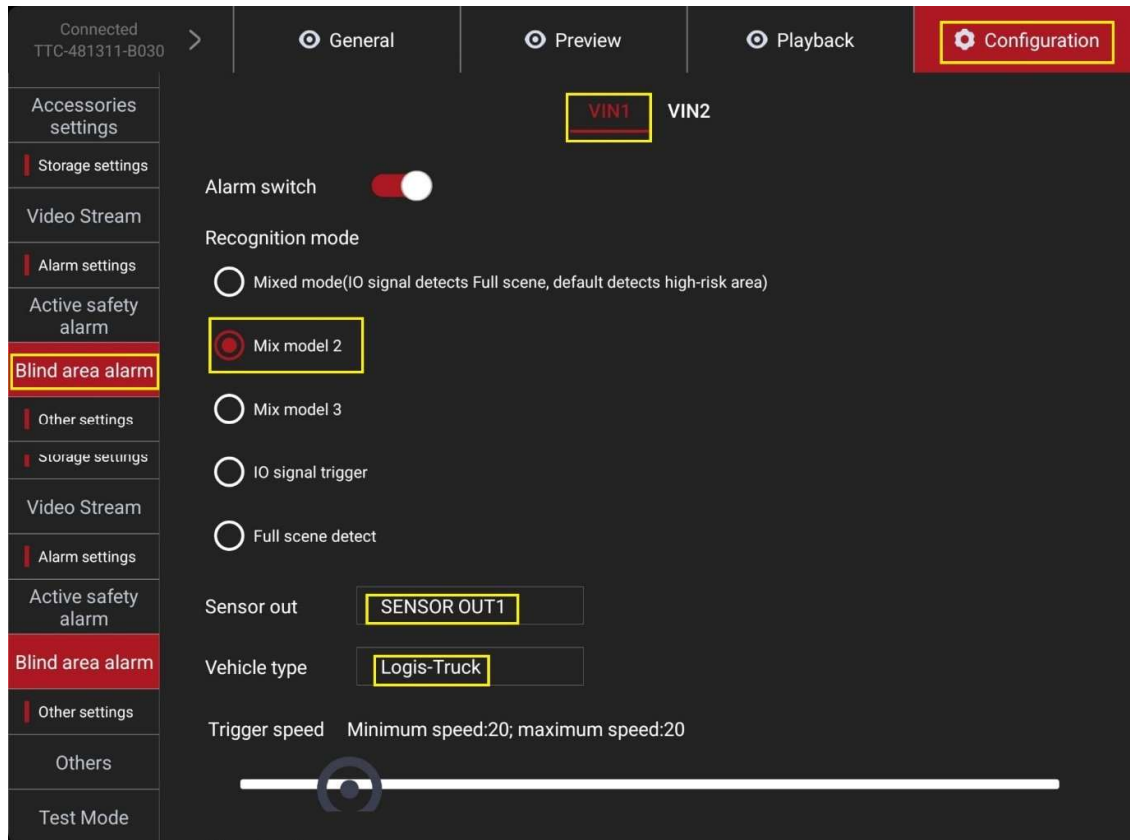 Connected
TTC-481311-B030
>
General
Preview
Playback
Configuration
Accessories
settings
Storage settings
Video Stream
Alarm settings
Active safety
alarm
Blind area alarm
Other settings
Storage settings
Video Stream
Alarm settings
Active safety
alarm
Blind area alarm
Other settings
Others
Test Mode
VIN1
VIN2
Alarm switch
Recognition mode
Mixed mode(IO signal detects Full scene, default detects high-risk area)
Mix model 2
Mix model 3
IO signal trigger
Full scene detect
Sensor out
SENSOR OUT1
Vehicle type
Logis-Truck
Trigger speed
Minimum speed:20; maximum speed:20